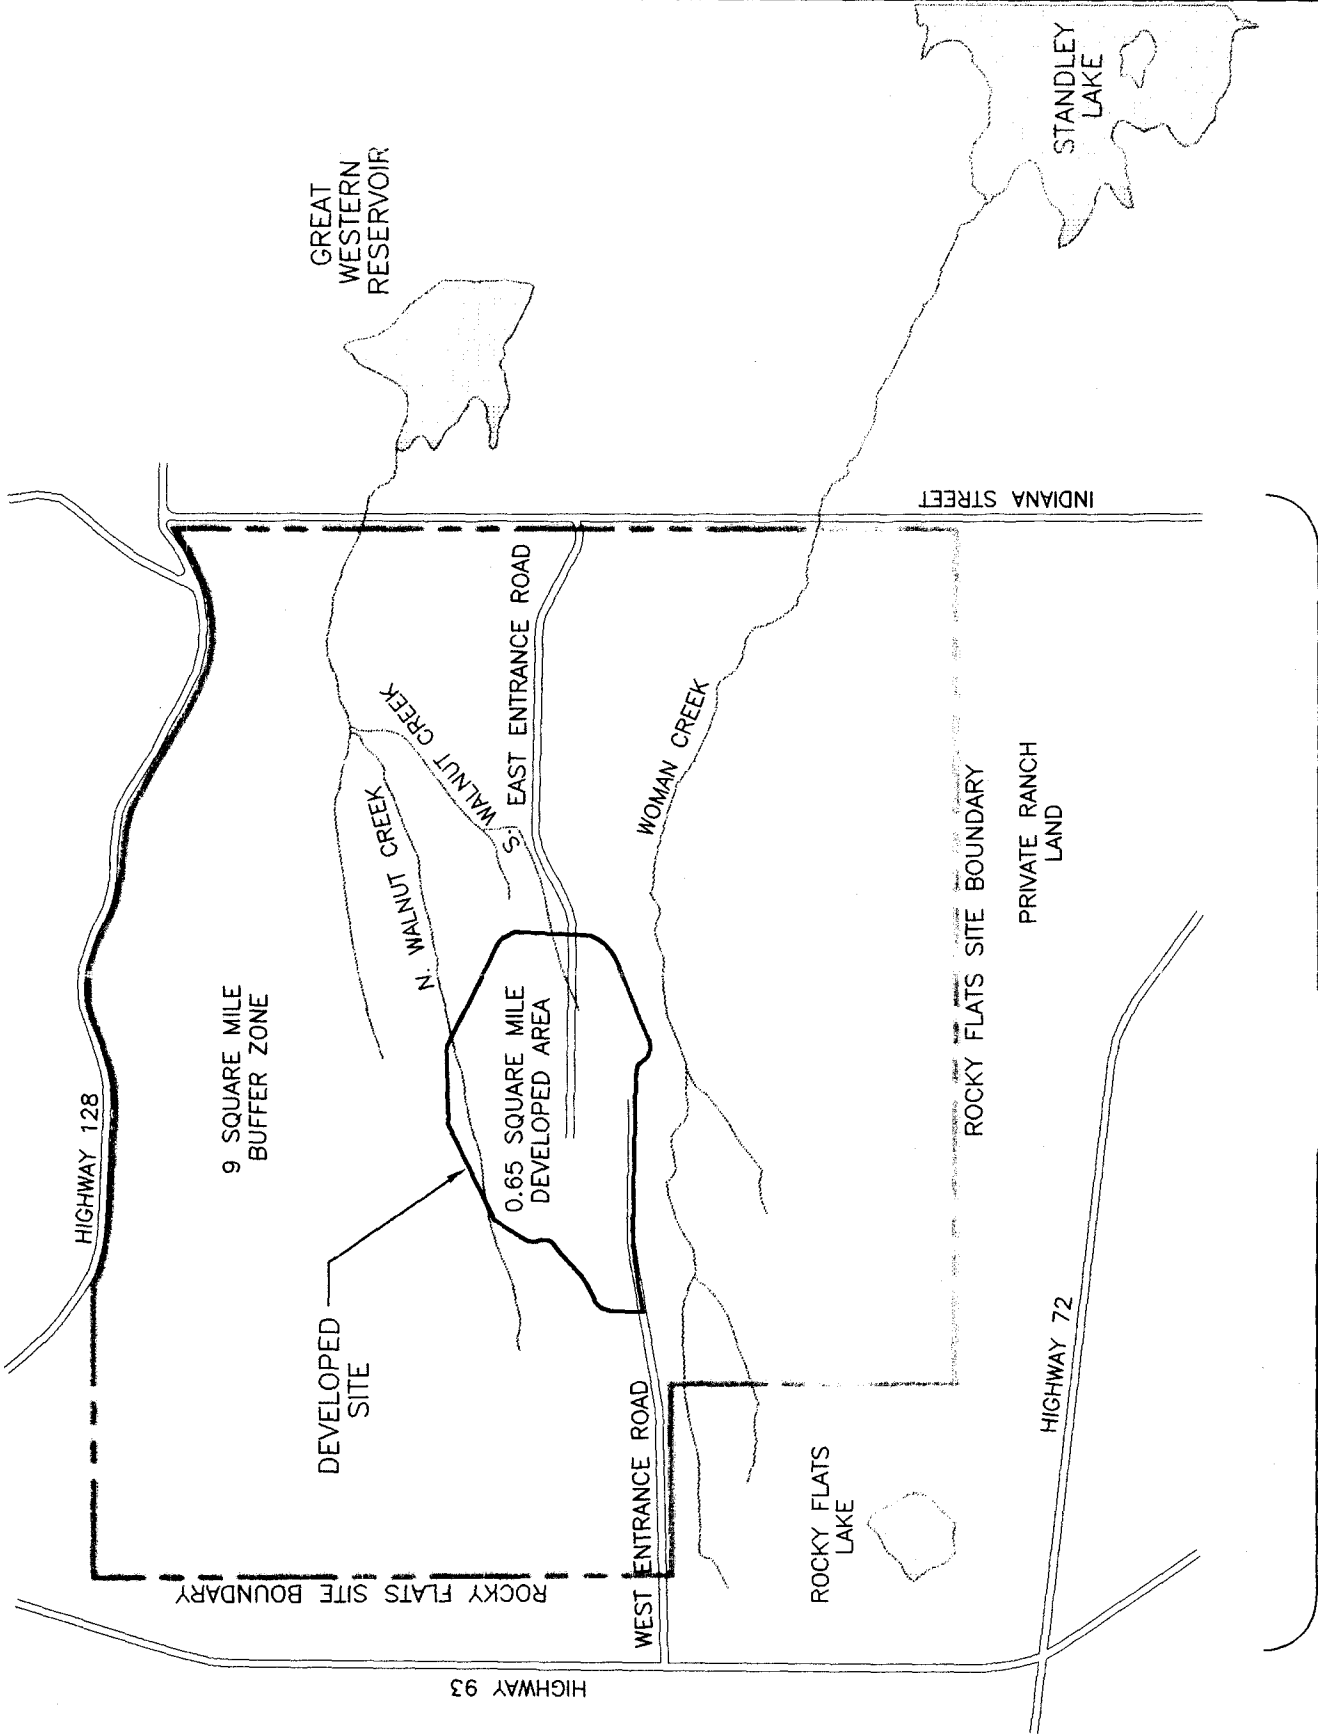 GREAT
WESTERN
RESERVOIR
STANDLEY
LAKE
HIGHWAY 128
9 SQUARE MILE
BUFFER ZONE
INDIANA STREET
N. WALNUT CREEK
S. WALNUT CREEK
EAST ENTRANCE ROAD
WOMAN CREEK
DEVELOPED
SITE
0.65 SQUARE MILE
DEVELOPED AREA
ROCKY FLATS SITE BOUNDARY
WEST ENTRANCE ROAD
HIGHWAY 93
ROCKY FLATS
LAKE
ROCKY FLATS SITE BOUNDARY
PRIVATE RANCH
LAND
HIGHWAY 72